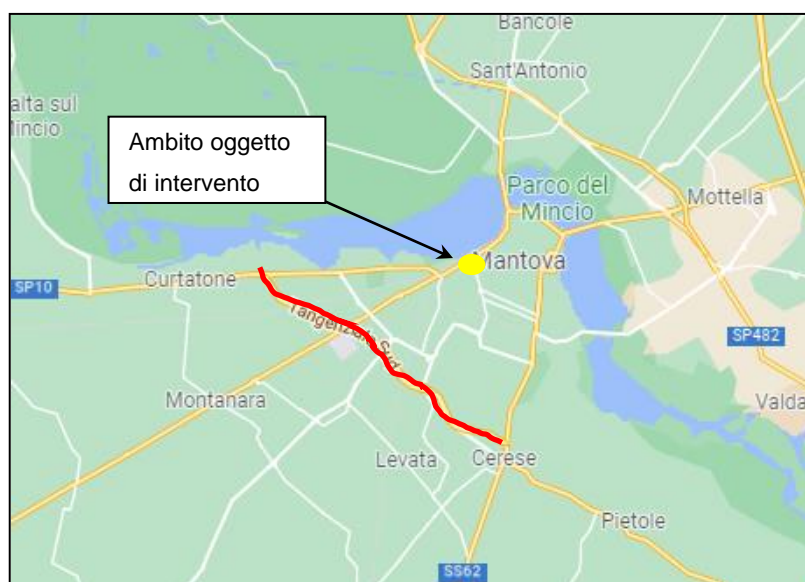 Bancole
Sant'Antonio
alta sul
Mincio
Ambito oggetto
di intervento
Parco del
Mincio
Mottella
Mantova
Curtatone
SP10
Tangenziale Sud
SP482
Montanara
Valda
Levata
Cerese
Pietole
SS62